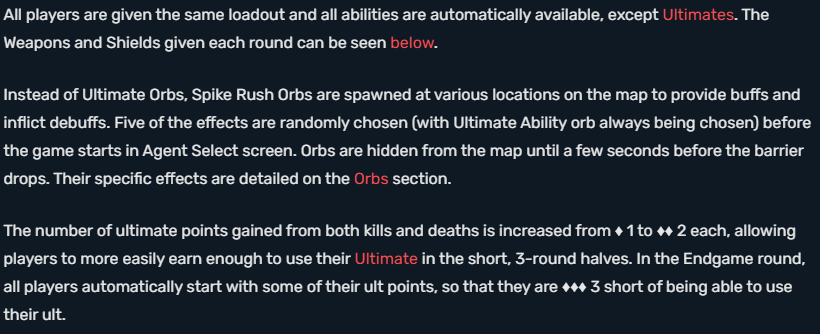 All players are given the same loadout and all abilities are automatically available, except Ultimates. The
Weapons and Shields given each round can be seen below.
Instead of Ultimate Orbs, Spike Rush Orbs are spawned at various locations on the map to provide buffs and
inflict debuffs. Five of the effects are randomly chosen (with Ultimate Ability orb always being chosen) before
the game starts in Agent Select screen. Orbs are hidden from the map until a few seconds before the barrier
drops. Their specific effects are detailed on the Orbs section.
The number of ultimate points gained from both kills and deaths is increased from ♦ 1 to ♦♦ 2 each, allowing
players to more easily earn enough to use their Ultimate in the short, 3-round halves. In the Endgame round,
all players automatically start with some of their ult points, so that they are ♦♦♦ 3 short of being able to use
their ult.